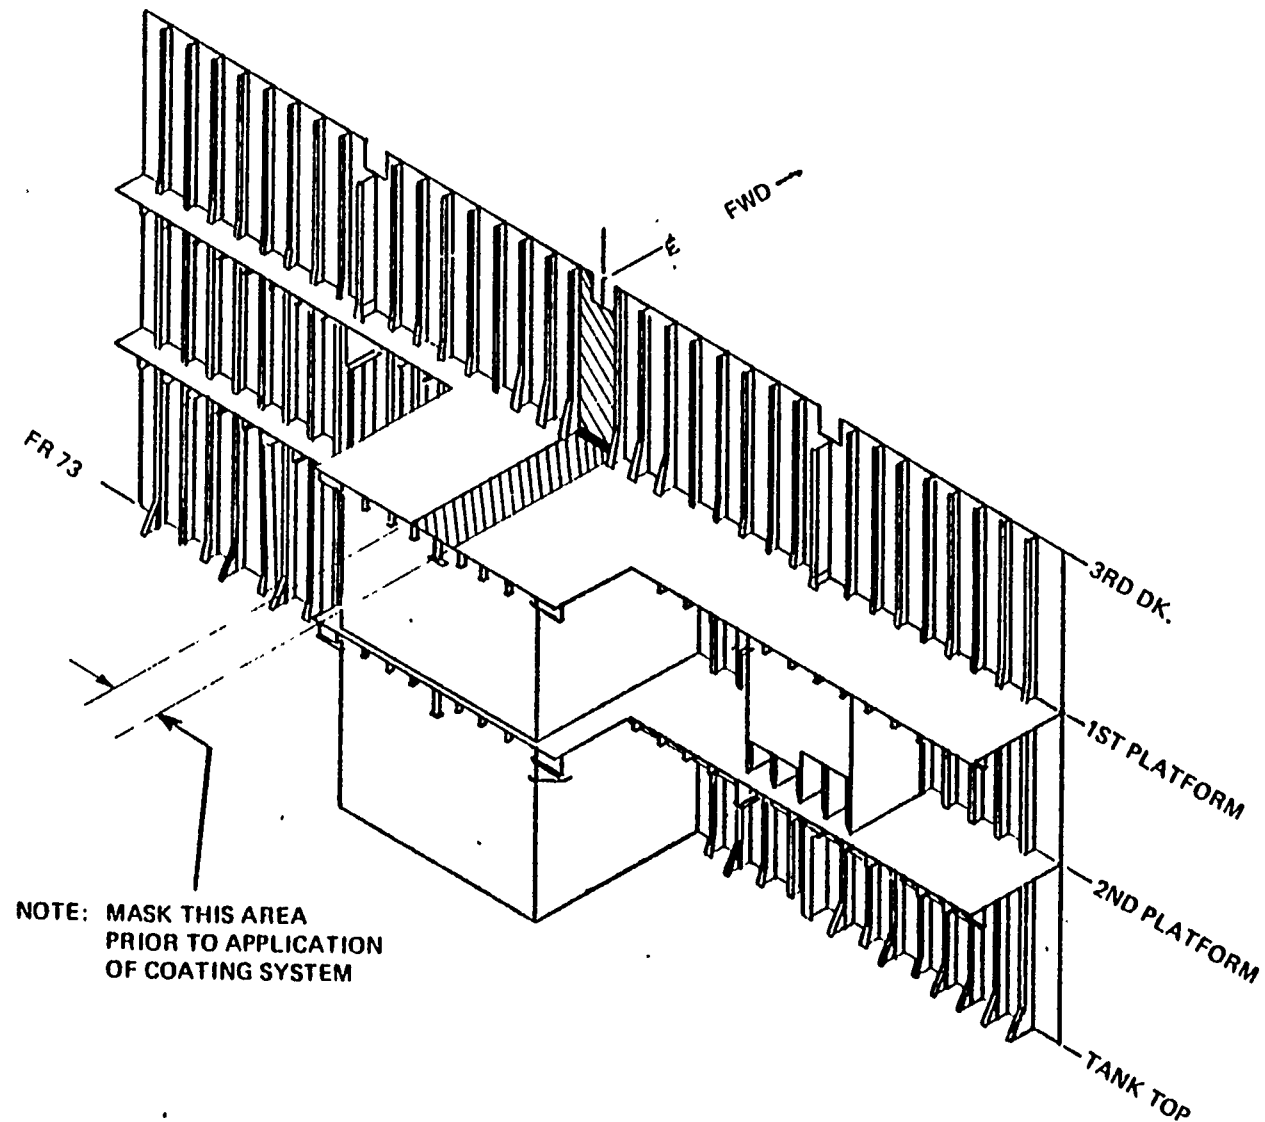 FWD
℄
FR 73
3RD DK.
1ST PLATFORM
2ND PLATFORM
NOTE: MASK THIS AREA
PRIOR TO APPLICATION
OF COATING SYSTEM
TANK TOP